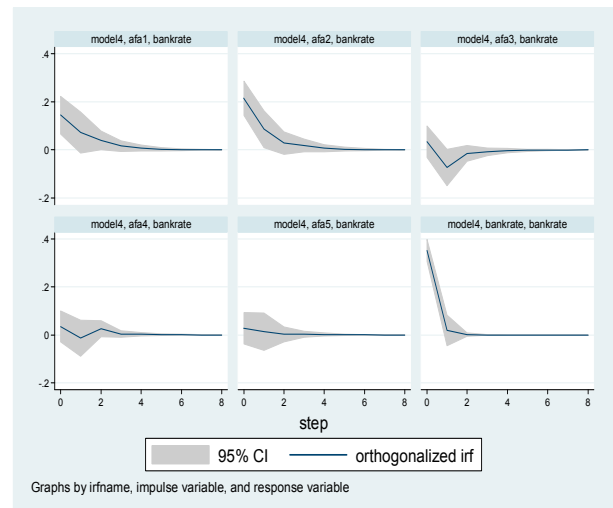 model4, afa1, bankrate
model4, afa2, bankrate
model4, afa3, bankrate
.4
.2
0
-.2
model4, afa4, bankrate
model4, afa5, bankrate
model4, bankrate, bankrate
.4
.2
0
-.2
0 2 4 6 8
0 2 4 6 8
0 2 4 6 8
step
95% CI
orthogonalized irf
Graphs by irfname, impulse variable, and response variable